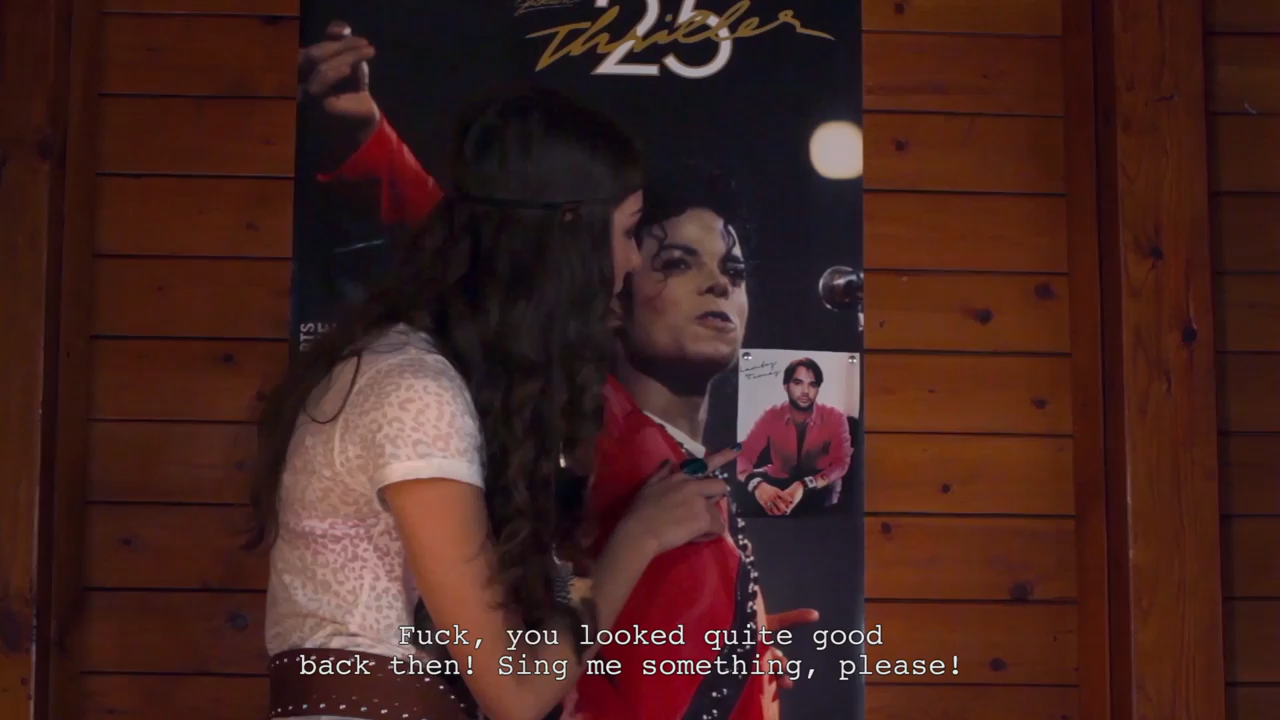 Thriller
25
Fuck, you looked quite good
back then! Sing me something, please!